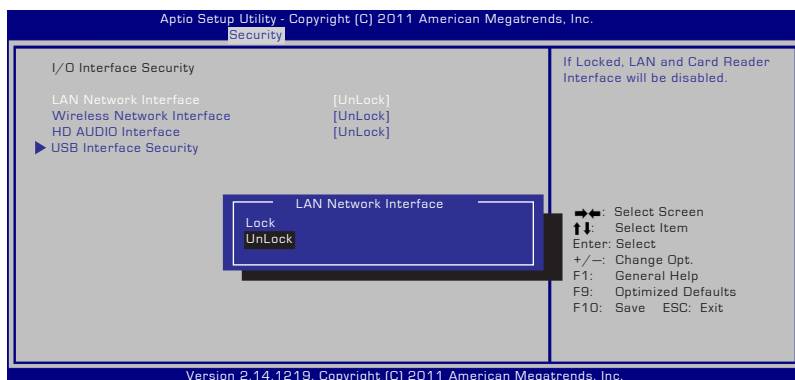 Aptio Setup Utility - Copyright (C) 2011 American Megatrends, Inc.
Security
I/O Interface Security
LAN Network Interface [UnLock]
Wireless Network Interface [UnLock]
HD AUDIO Interface [UnLock]
USB Interface Security
If Locked, LAN and Card Reader
Interface will be disabled.
LAN Network Interface
Lock
UnLock
→←: Select Screen
↑↓: Select Item
Enter: Select
+/—: Change Opt.
F1: General Help
F9: Optimized Defaults
F10: Save ESC: Exit
Version 2.14.1219. Copyright (C) 2011 American Megatrends, Inc.